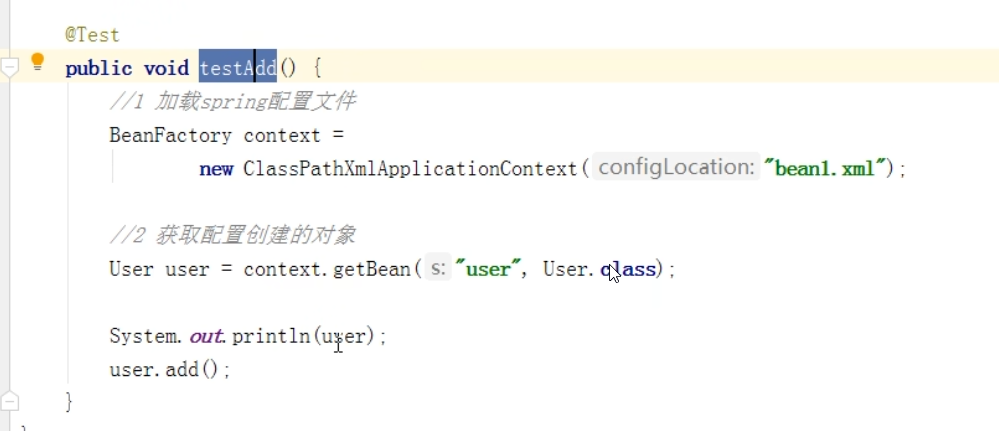 @Test
public void testAdd() {
//1 加载spring配置文件
BeanFactory context =
new ClassPathXmlApplicationContext( configLocation: "bean1.xml");
//2 获取配置创建的对象
User user = context.getBean( s: "user", User.class);
System.out.println(user);
user.add();
}